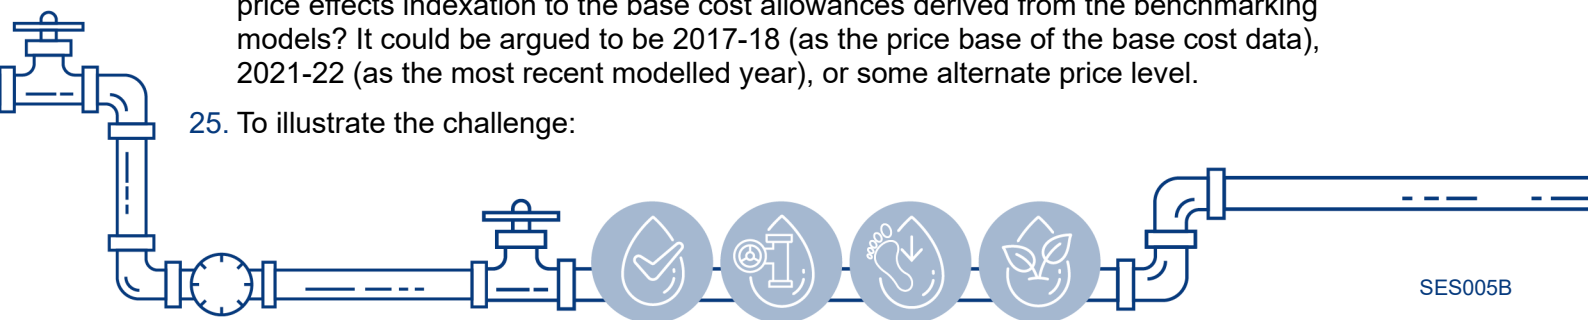 price effects indexation to the base cost allowances derived from the benchmarking
models? It could be argued to be 2017-18 (as the price base of the base cost data),
2021-22 (as the most recent modelled year), or some alternate price level.
25. To illustrate the challenge:
SES005B